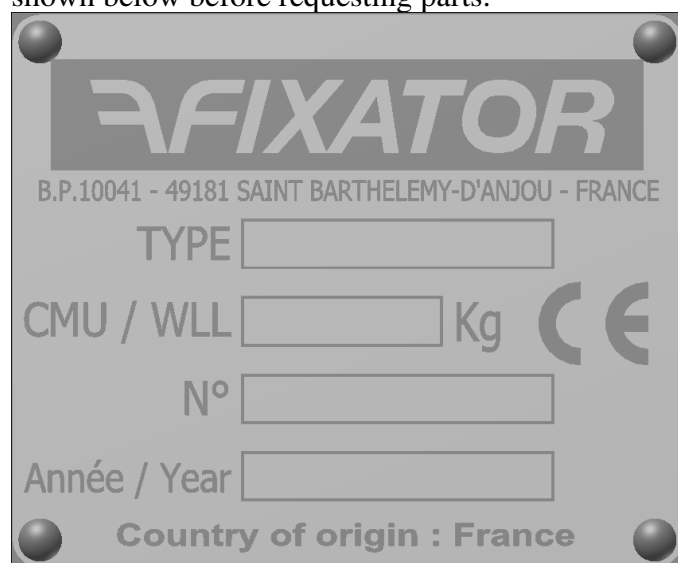 shown below before requesting parts.
FIXATOR
B.P.10041 - 49181 SAINT BARTHELEMY-D'ANJOU - FRANCE
TYPE
CMU / WLL Kg CE
N°
Année / Year
Country of origin : France